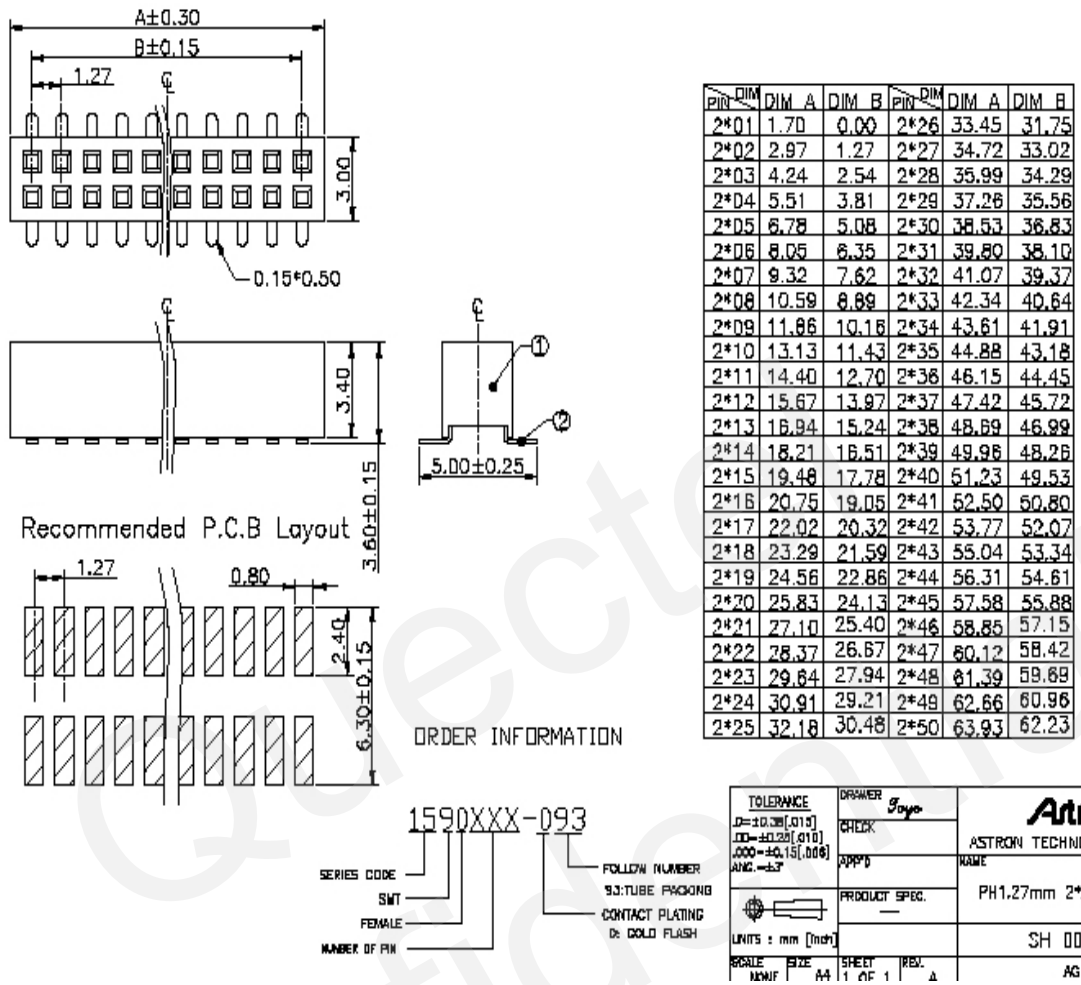 A±0.30
B±0.15
1.27
℄
3.00
0.15*0.50
℄
℄
①
②
3.40
3.60±0.15
5.00±0.25
Recommended P.C.B Layout
1.27
0.80
2.40
6.30±0.15
ORDER INFORMATION
1590XXX-093
SERIES CODE
SMT
FEMALE
NUMBER OF PIN
FOLLOW NUMBER
93:TUBE PACKING
CONTACT PLATING
0: GOLD FLASH
PIN DIM DIM A DIM B PIN DIM DIM A DIM B
2*01 1.70 0.00 2*26 33.45 31.75
2*02 2.97 1.27 2*27 34.72 33.02
2*03 4.24 2.54 2*28 35.99 34.29
2*04 5.51 3.81 2*29 37.26 35.56
2*05 6.78 5.08 2*30 38.53 36.83
2*06 8.05 6.35 2*31 39.80 38.10
2*07 9.32 7.62 2*32 41.07 39.37
2*08 10.59 8.89 2*33 42.34 40.64
2*09 11.86 10.16 2*34 43.61 41.91
2*10 13.13 11.43 2*35 44.88 43.18
2*11 14.40 12.70 2*36 46.15 44.45
2*12 15.67 13.97 2*37 47.42 45.72
2*13 16.94 15.24 2*38 48.69 46.99
2*14 18.21 16.51 2*39 49.96 48.26
2*15 19.48 17.78 2*40 51.23 49.53
2*16 20.75 19.05 2*41 52.50 50.80
2*17 22.02 20.32 2*42 53.77 52.07
2*18 23.29 21.59 2*43 55.04 53.34
2*19 24.56 22.86 2*44 56.31 54.61
2*20 25.83 24.13 2*45 57.58 55.88
2*21 27.10 25.40 2*46 58.85 57.15
2*22 28.37 26.67 2*47 60.12 58.42
2*23 29.64 27.94 2*48 61.39 59.69
2*24 30.91 29.21 2*49 62.66 60.96
2*25 32.18 30.48 2*50 63.93 62.23
TOLERANCE
.0=±0.38[.015]
.00=±0.25[.010]
.000=±0.15[.006]
ANG.=±3°
UNITS : mm [inch]
SCALE NONE
SIZE A4
DRAWER
CHECK
APP'D
PRODUCT SPEC.
—
SHEET 1 OF 1
REV. A
ASTRON TECHN
NAME
PH1.27mm 2*
SH 00
AG
Quectel